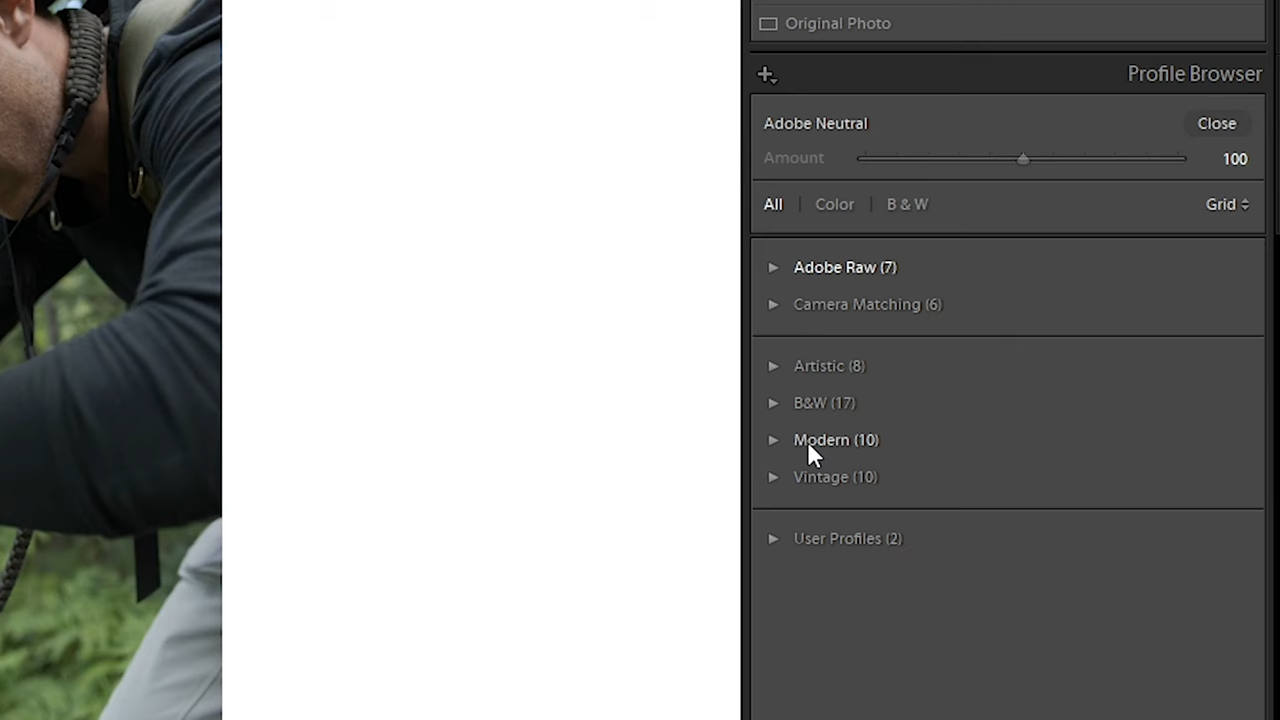 Original Photo
Profile Browser
Adobe Neutral Close
Amount 100
All | Color | B & W Grid
Adobe Raw (7)
Camera Matching (6)
Artistic (8)
B&W (17)
Modern (10)
Vintage (10)
User Profiles (2)